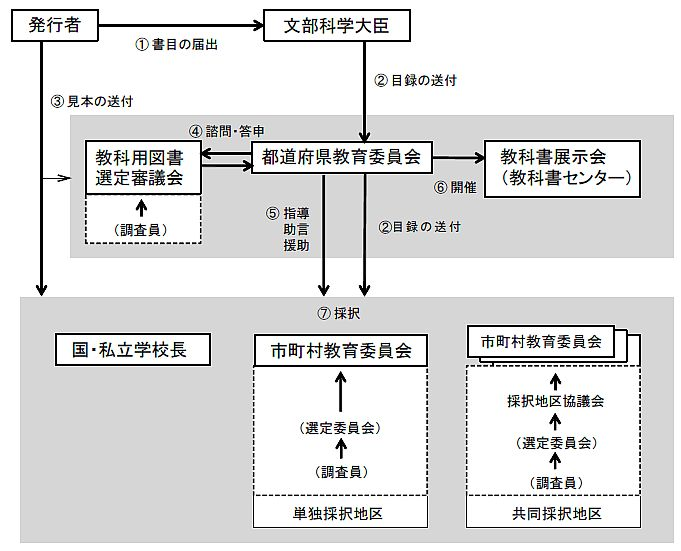 発行者
文部科学大臣
①書目の届出
②目録の送付
③見本の送付
④諮問・答申
教科用図書
選定審議会
都道府県教育委員会
教科書展示会
（教科書センター）
⑥開催
（調査員）
⑤指導
助言
援助
②目録の送付
⑦採択
国・私立学校長
市町村教育委員会
（選定委員会）
（調査員）
単独採択地区
市町村教育委員会
採択地区協議会
（選定委員会）
（調査員）
共同採択地区